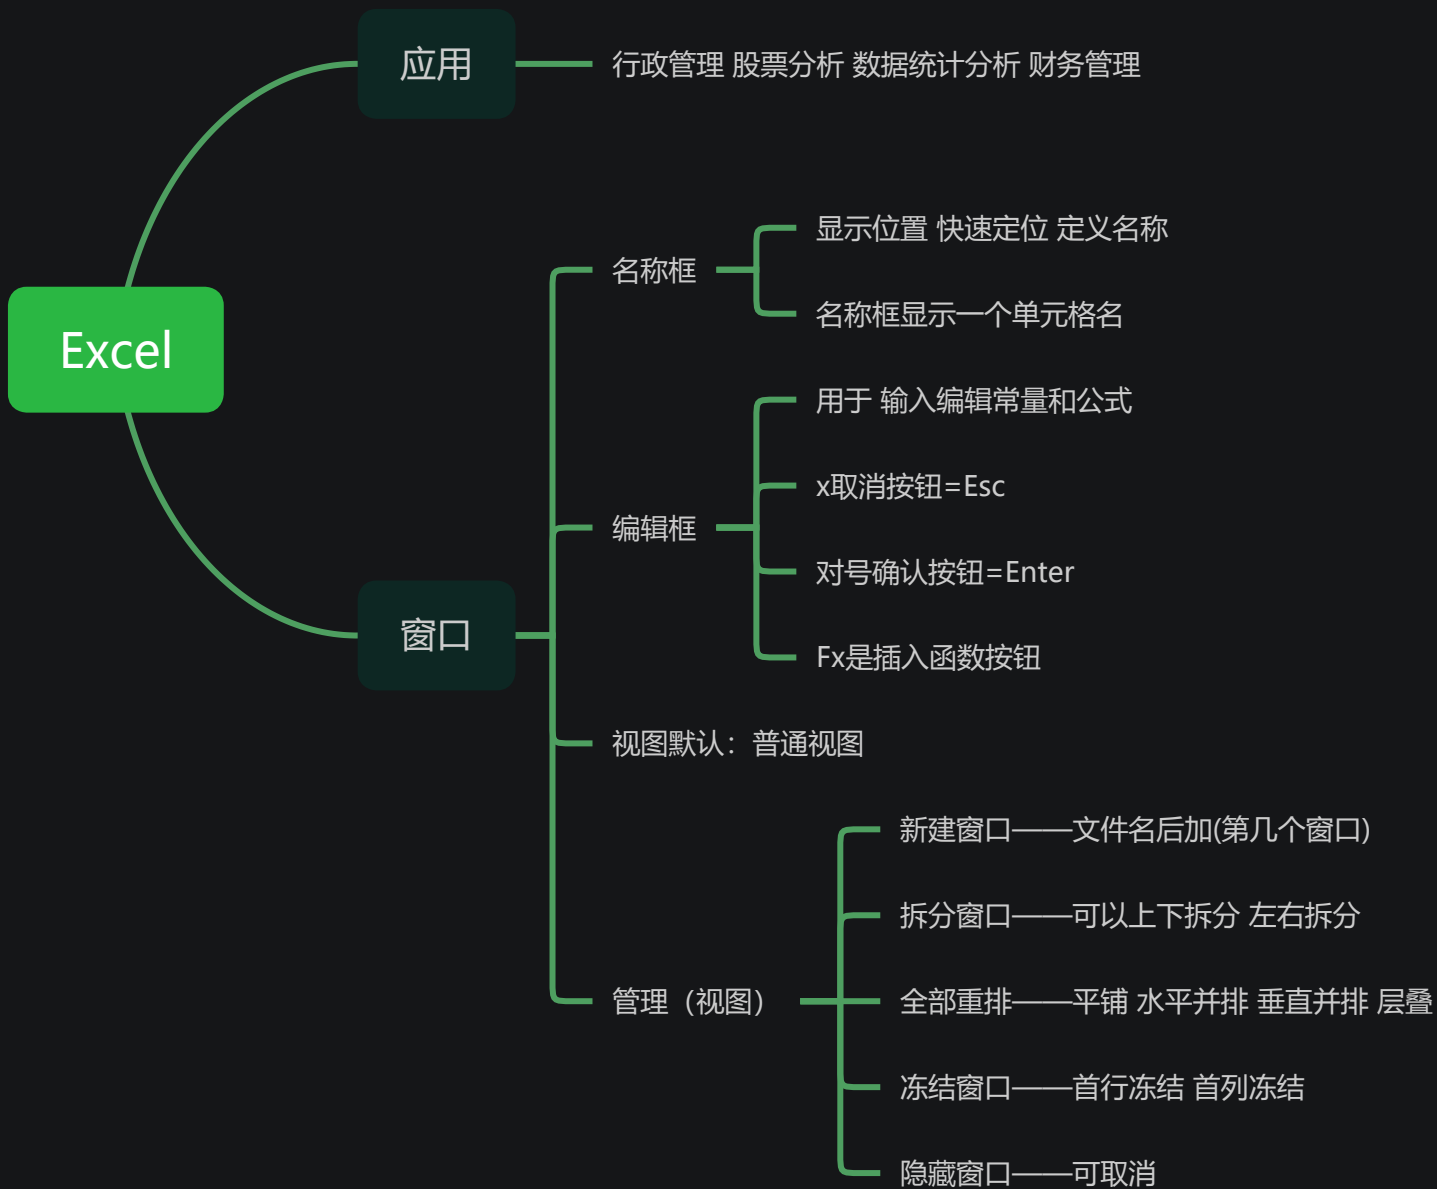 应用
行政管理 股票分析 数据统计分析 财务管理
显示位置 快速定位 定义名称
名称框
名称框显示一个单元格名
Excel
用于 输入编辑常量和公式
x取消按钮=Esc
编辑框
对号确认按钮=Enter
窗口
Fx是插入函数按钮
视图默认：普通视图
新建窗口——文件名后加(第几个窗口)
拆分窗口——可以上下拆分 左右拆分
管理（视图）
全部重排——平铺 水平并排 垂直并排 层叠
冻结窗口——首行冻结 首列冻结
隐藏窗口——可取消